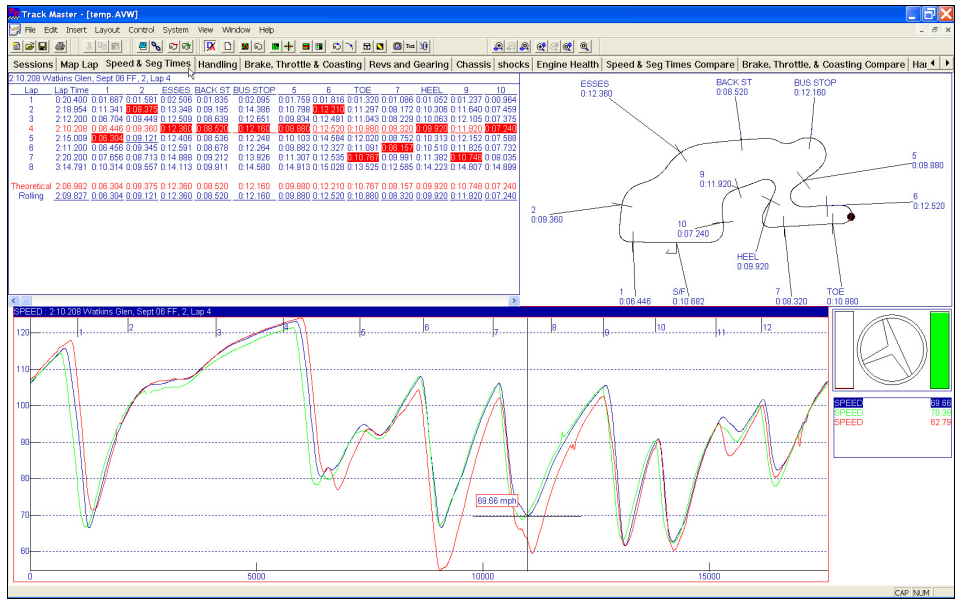 Track Master - [temp.AVW]
File Edit Insert Layout Control System View Window Help
Sessions Map Lap Speed & Seg Times Handling Brake, Throttle & Coasting Revs and Gearing Chassis shocks Engine Health Speed & Seg Times Compare Brake, Throttle, & Coasting Compare Har
2:10.208 Watkins Glen, Sept 06 FF, 2, Lap 4
Lap Lap Time 1 2 ESSES BACK ST BUS STOP 5 6 TOE 7 HEEL 9 10
1 0:20.400 0:01.687 0:01.581 0:02.506 0:01.835 0:02.095 0:01.759 0:01.816 0:01.320 0:01.086 0:01.052 0:01.237 0:00.964
2 2:18.954 0:11.341 0:08.375 0:13.348 0:09.195 0:14.386 0:10.798 0:12.210 0:11.297 0:08.172 0:10.306 0:11.640 0:07.459
3 2:12.200 0:06.704 0:09.449 0:12.509 0:08.639 0:12.651 0:09.934 0:12.491 0:11.043 0:08.229 0:10.063 0:12.105 0:07.375
4 2:10.208 0:06.446 0:09.360 0:12.360 0:08.520 0:12.160 0:09.880 0:12.520 0:10.880 0:08.320 0:09.920 0:11.920 0:07.240
5 2:15.009 0:06.304 0:09.121 0:12.406 0:08.536 0:12.248 0:10.103 0:14.584 0:12.020 0:08.752 0:10.313 0:12.152 0:07.588
6 2:11.200 0:06.456 0:08.345 0:12.591 0:08.678 0:12.264 0:09.882 0:12.327 0:11.091 0:08.157 0:10.510 0:11.825 0:07.732
7 2:20.200 0:07.656 0:08.713 0:14.888 0:09.212 0:13.926 0:11.307 0:12.535 0:10.767 0:09.991 0:11.382 0:10.748 0:08.035
8 3:14.791 0:10.314 0:09.557 0:14.113 0:09.911 0:14.580 0:14.913 0:15.028 0:13.525 0:12.585 0:14.223 0:14.807 0:14.899
Theoretical 2:06.982 0:06.304 0:08.375 0:12.360 0:08.520 0:12.160 0:09.880 0:12.210 0:10.767 0:08.157 0:09.920 0:10.748 0:07.240
Rolling 2:09.827 0:06.304 0:09.121 0:12.360 0:08.520 0:12.160 0:09.880 0:12.520 0:10.880 0:08.320 0:09.920 0:11.920 0:07.240
ESSES
0:12.360
BACK ST
0:08.520
BUS STOP
0:12.160
5
0:09.880
9
0:11.920
6
0:12.520
2
0:09.360
10
0:07.240
HEEL
0:09.920
1
0:06.446
S/F
0:10.682
7
0:08.320
TOE
0:10.880
SPEED : 2:10.208 Watkins Glen, Sept 06 FF, 2, Lap 4
120
110
100
90
80
70
60
1 2 3 4 5 6 7 8 9 10 11 12
69.66 mph
0 5000 10000 15000
SPEED 69.66
SPEED 70.38
SPEED 62.79
CAP NUM